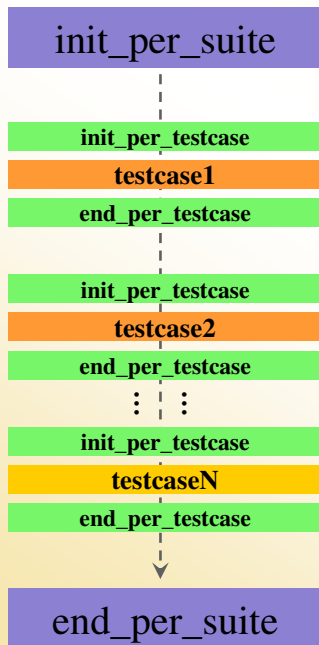 init_per_suite
init_per_testcase
testcase1
end_per_testcase
init_per_testcase
testcase2
end_per_testcase
init_per_testcase
testcaseN
end_per_testcase
end_per_suite